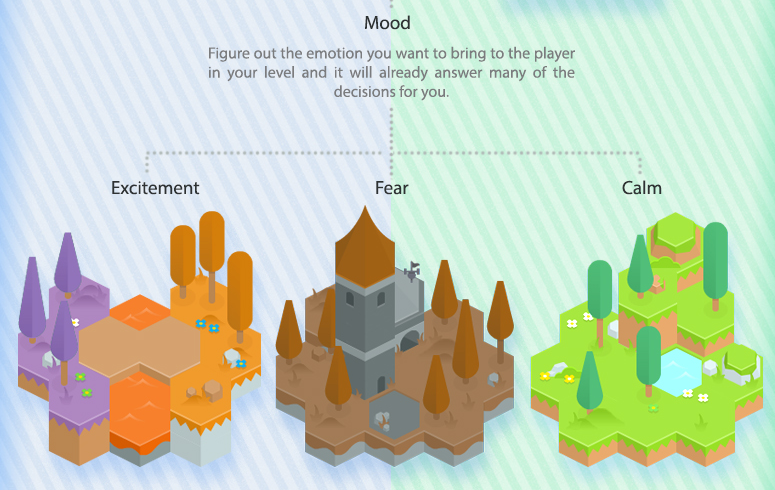 Mood
Figure out the emotion you want to bring to the player
in your level and it will already answer many of the
decisions for you.
Excitement
Fear
Calm